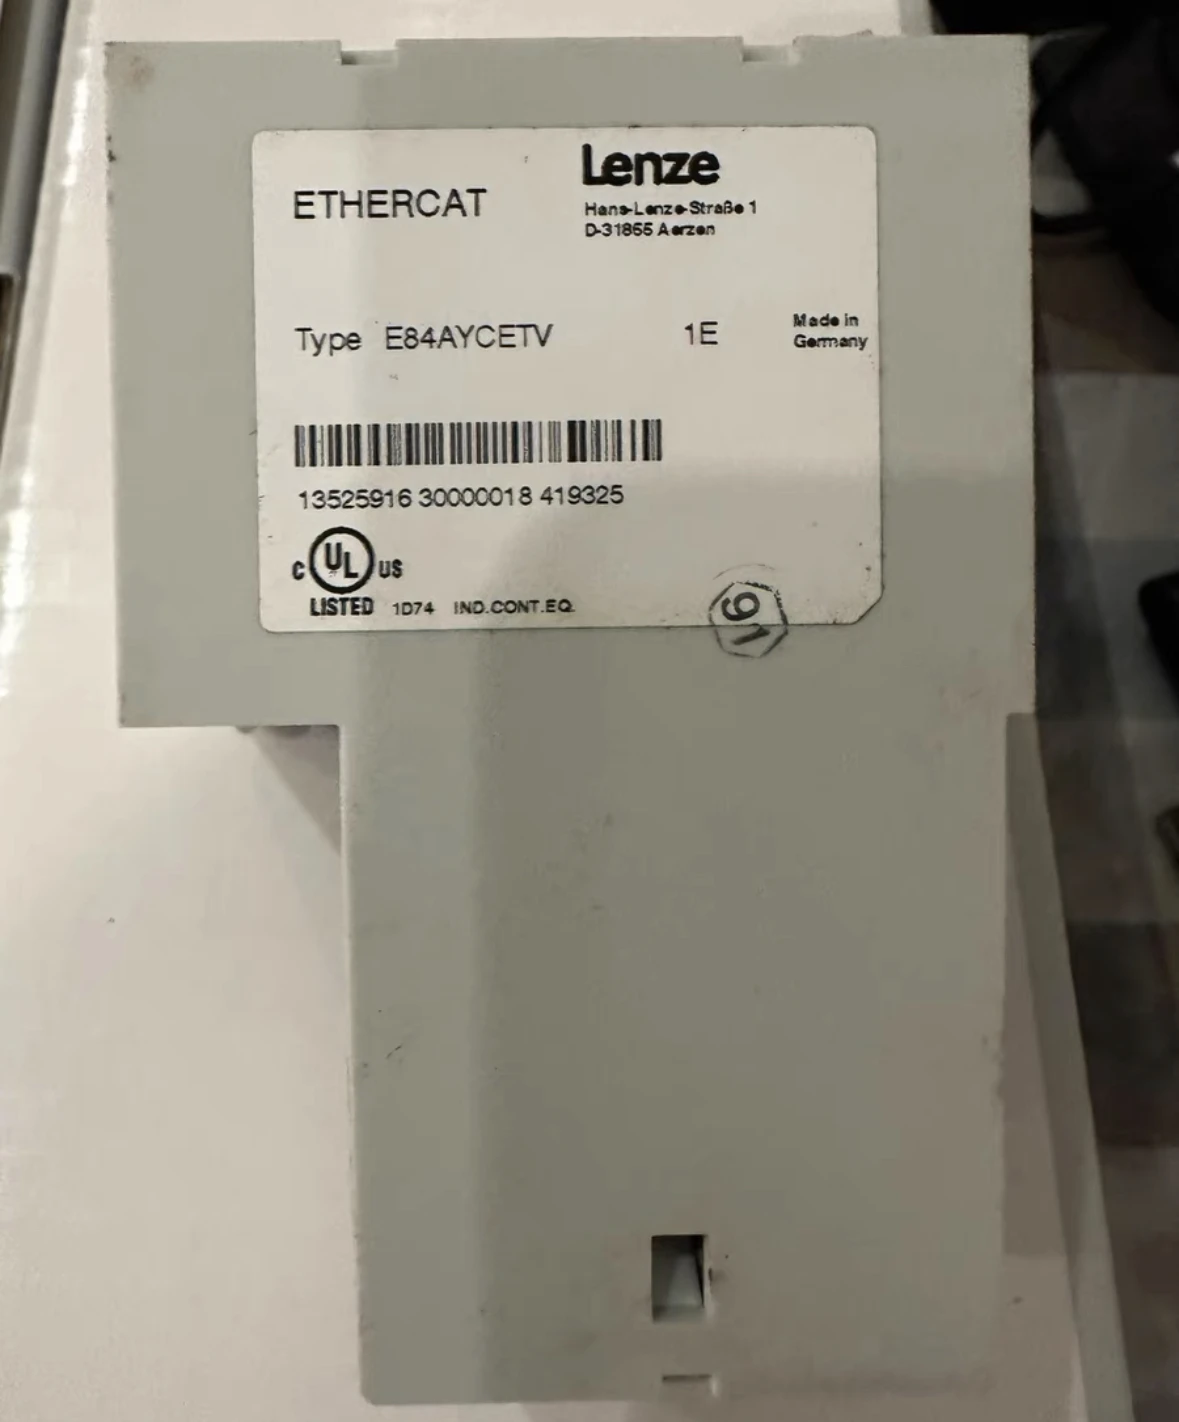 Lenze
ETHERCAT
Hans-Lenze-Straße 1
D-31855 Aerzen
Type E84AYCETV 1E
Made in
Germany
13525916 30000018 419325
C UL US
LISTED 1D74 IND.CONT.EQ.
91